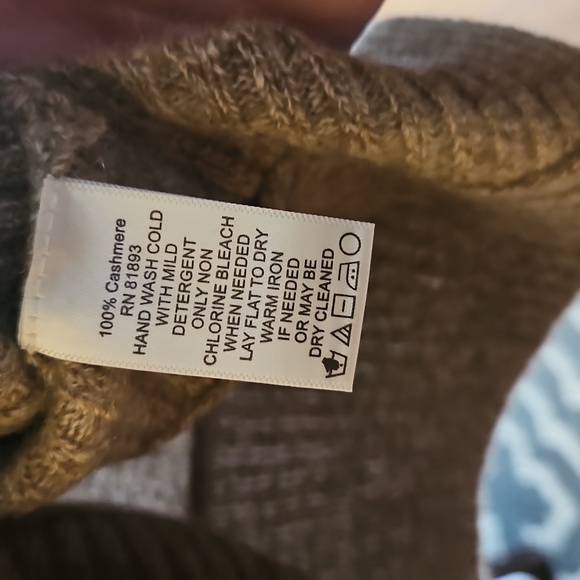 100% Cashmere
RN 81893
HAND WASH COLD
WITH MILD
DETERGENT
ONLY NON
CHLORINE BLEACH
WHEN NEEDED
LAY FLAT TO DRY
WARM IRON
IF NEEDED
OR MAY BE
DRY CLEANED